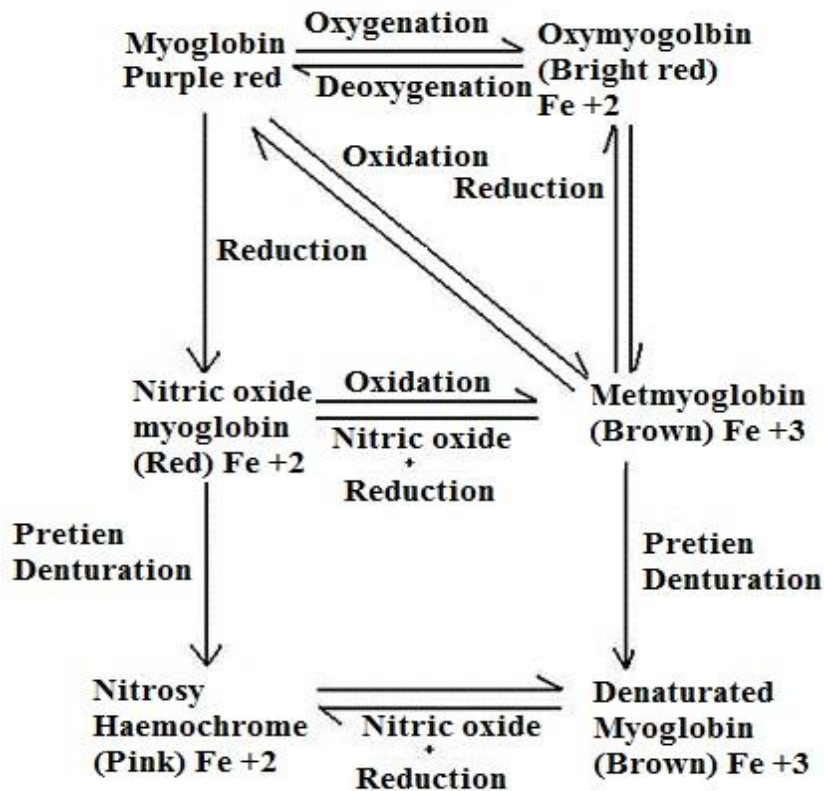 Myoglobin
Purple red
Oxygenation
Deoxygenation
Oxymyogolbin
(Bright red)
Fe +2
Oxidation
Reduction
Reduction
Nitric oxide
myoglobin
(Red) Fe +2
Oxidation
Nitric oxide
+
Reduction
Metmyoglobin
(Brown) Fe +3
Pretien
Denturation
Pretien
Denturation
Nitrosy
Haemochrome
(Pink) Fe +2
Nitric oxide
+
Reduction
Denaturated
Myoglobin
(Brown) Fe +3